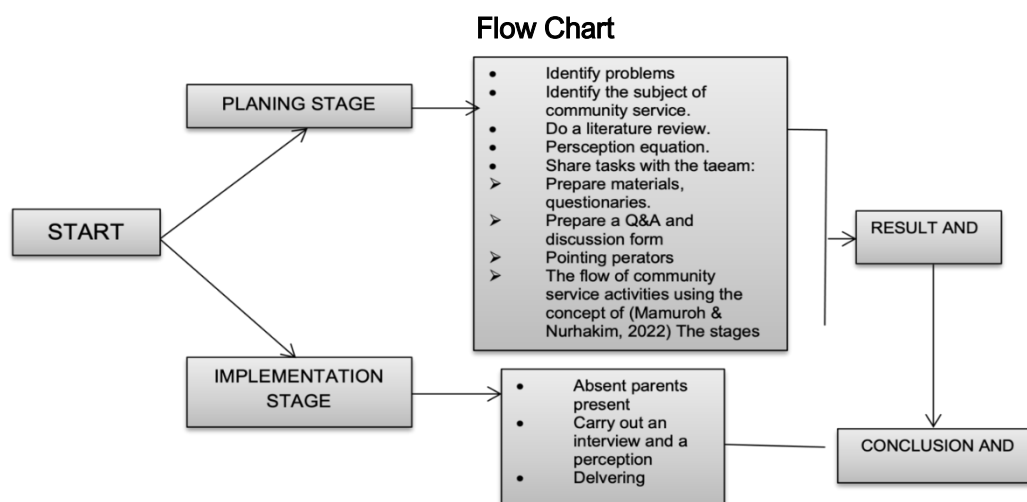 Flow Chart
PLANING STAGE
• Identify problems
• Identify the subject of
community service.
• Do a literature review.
• Persception equation.
• Share tasks with the taeam:
➢ Prepare materials,
questionaries.
➢ Prepare a Q&A and
discussion form
➢ Pointing perators
➢ The flow of community
service activities using the
concept of (Mamuroh &
Nurhakim, 2022) The stages
START
RESULT AND
IMPLEMENTATION
STAGE
• Absent parents
present
• Carry out an
interview and a
perception
• Delvering
CONCLUSION AND